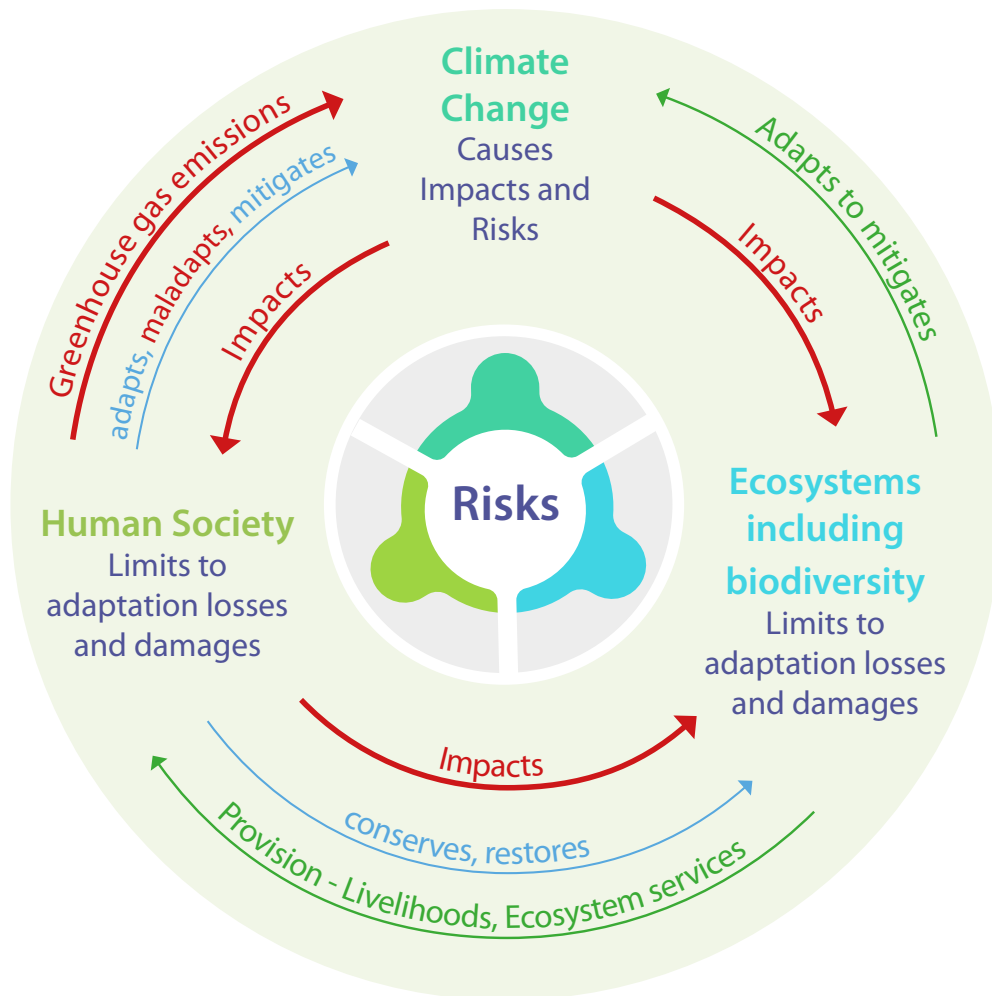 Climate
Change
Causes
Impacts and
Risks
Greenhouse gas emissions
adapts, maladapts, mitigates
Impacts
Impacts
Adapts to mitigates
Risks
Human Society
Limits to
adaptation losses
and damages
Ecosystems
including
biodiversity
Limits to
adaptation losses
and damages
Impacts
conserves, restores
Provision - Livelihoods, Ecosystem services